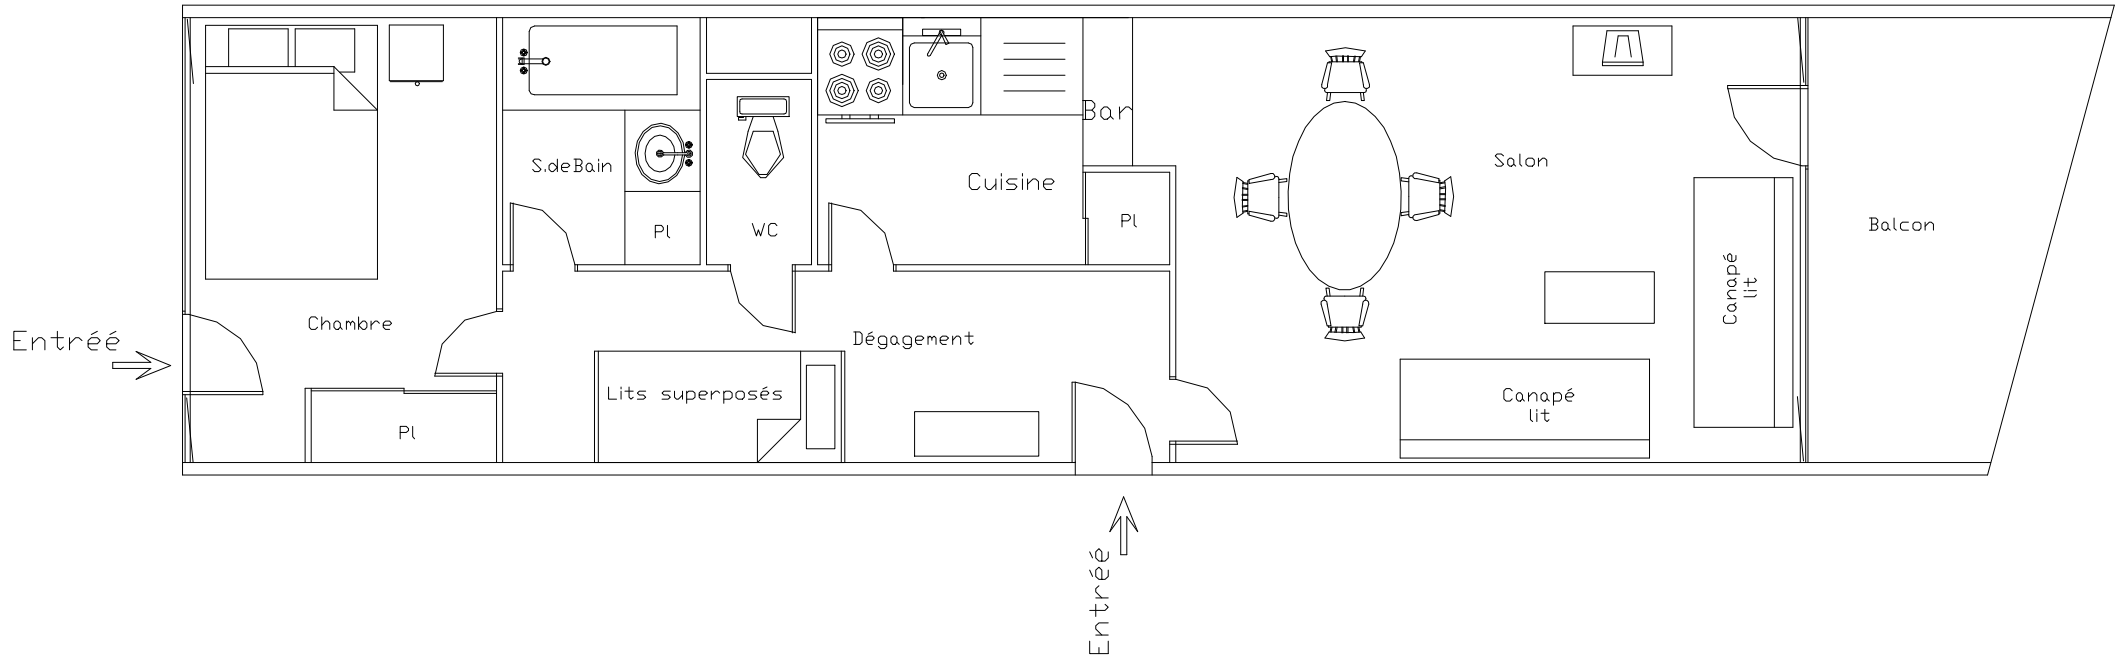 Bar
S.deBain
Salon
Cuisine
Pl
WC
Pl
Balcon
Canapé
lit
Chambre
Entréé
Dégagement
Lits superposés
Canapé
lit
Pl
Entréé